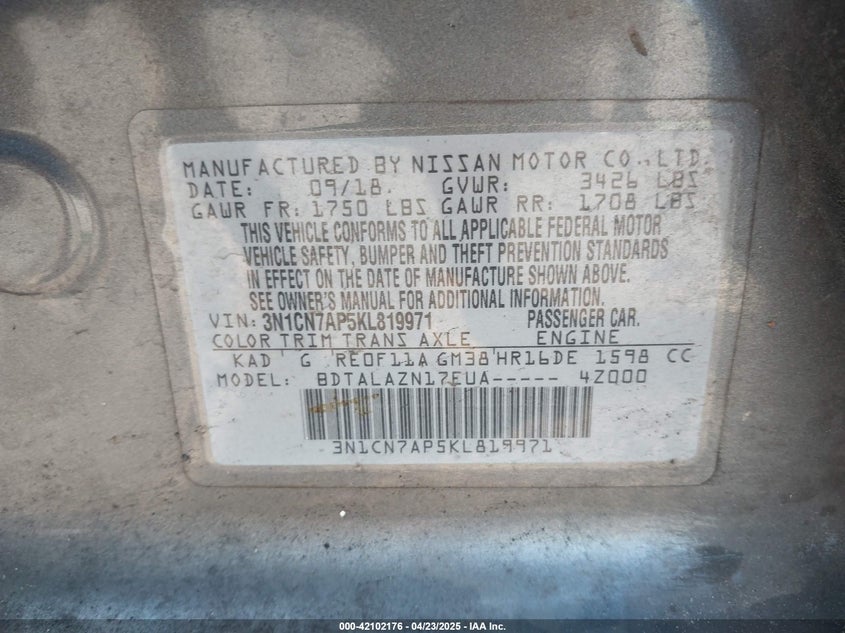 MANUFACTURED BY NISSAN MOTOR CO.,LTD.
DATE: 09/18. GVWR: 3426 LBS
GAWR FR: 1750 LBS GAWR RR: 1708 LBS
THIS VEHICLE CONFORMS TO ALL APPLICABLE FEDERAL MOTOR
VEHICLE SAFETY, BUMPER AND THEFT PREVENTION STANDARDS
IN EFFECT ON THE DATE OF MANUFACTURE SHOWN ABOVE.
SEE OWNER'S MANUAL FOR ADDITIONAL INFORMATION.
VIN: 3N1CN7AP5KL819971 PASSENGER CAR.
COLOR TRIM TRANS AXLE ENGINE
KAD G RE0F11A GM38 HR16DE 1598 CC
MODEL: BDTALAZN17EUA----- 4Z000
3N1CN7AP5KL819971
000-42102176 | 04/23/2025 | IAA Inc.